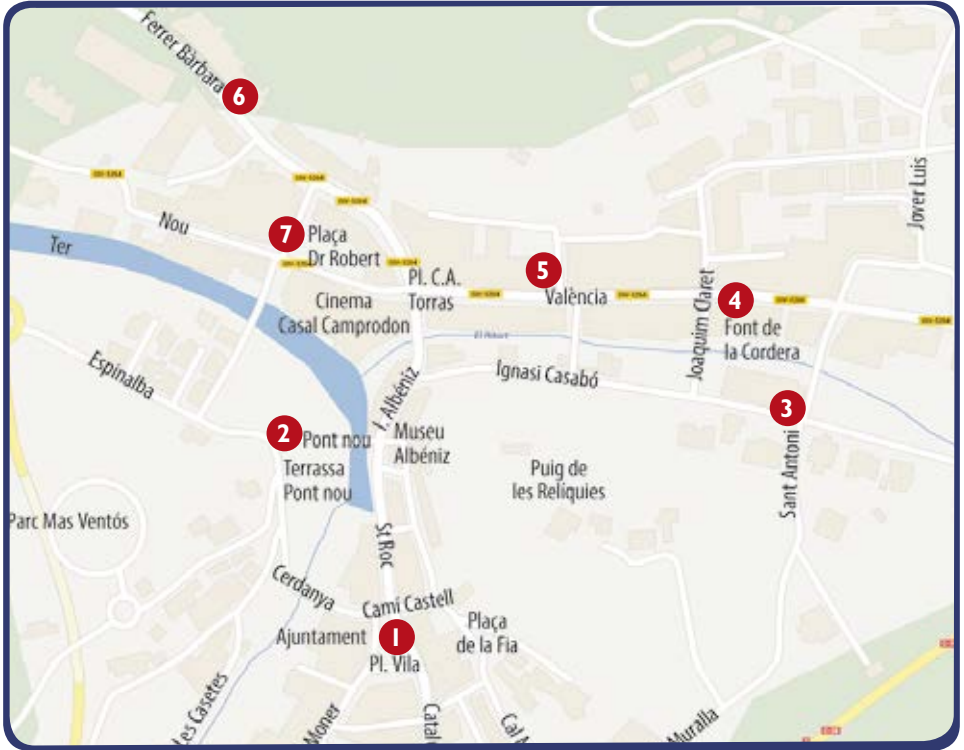 Ferrer Bàrbara
6
Jover Luis
Nou
7
Plaça
Dr Robert
Ter
5
València
Pl. C.A.
Torras
4
Font de
la Cordera
Joaquim Claret
Cinema
Casal Camprodon
Espinalba
Ignasi Casabó
I. Albéniz
3
Sant Antoni
2
Pont nou
Terrassa
Pont nou
Museu
Albéniz
Puig de
les Relíquies
Parc Mas Ventós
St Roc
Cerdanya
Camí Castell
Plaça
de la Fia
Ajuntament
1
Pl. Vila
Les Casetes
Moner
Catal
Cal
Muralla